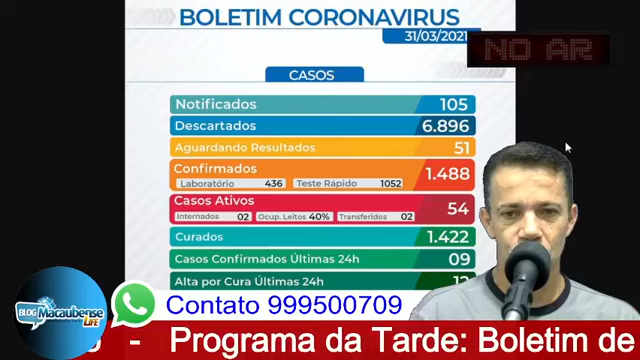 BOLETIM CORONAVIRUS
31/03/2021
NO AR
CASOS
Notificados 105
Descartados 6.896
Aguardando Resultados 51
Confirmados 1.488
Laboratório 436 Teste Rápido 1052
Casos Ativos 54
Internados 02 Ocup. Leitos 40% Transferidos 02
Curados 1.422
Casos Confirmados Últimas 24h 09
Alta por Cura Últimas 24h 12
BLOG Macaubense LIFE
Contato 999500709
- Programa da Tarde: Boletim de